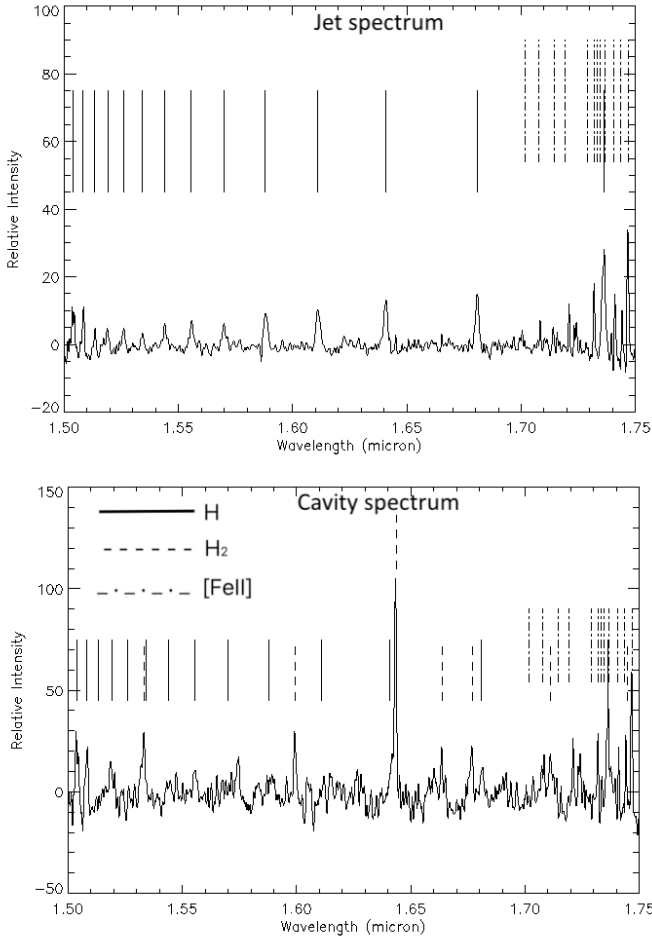 Jet spectrum
100
80
60
40
20
0
−20
Relative Intensity
1.50 1.55 1.60 1.65 1.70 1.75
Wavelength (micron)
Cavity spectrum
H
H₂
[FeII]
150
100
50
0
−50
Relative Intensity
1.50 1.55 1.60 1.65 1.70 1.75
Wavelength (micron)